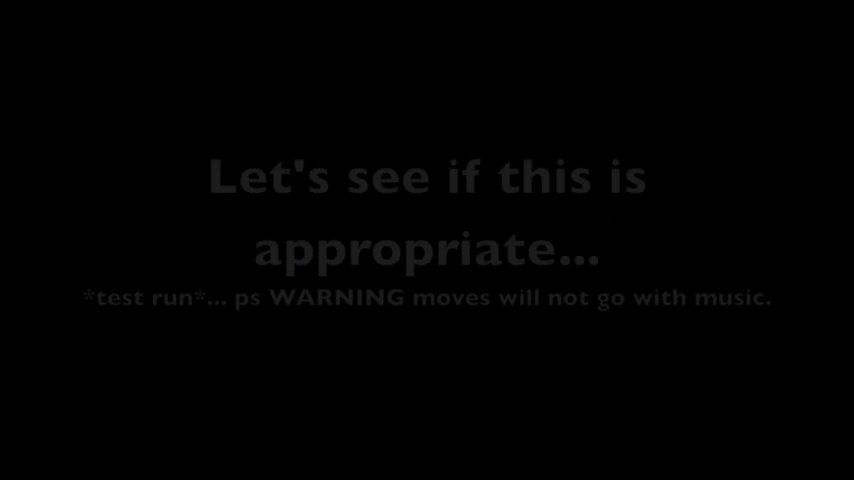 Let's see if this is
appropriate...
*test run*... ps WARNING moves will not go with music.